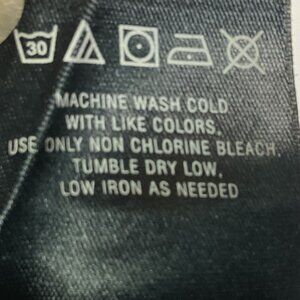 30
MACHINE WASH COLD
WITH LIKE COLORS,
USE ONLY NON CHLORINE BLEACH,
TUMBLE DRY LOW,
LOW IRON AS NEEDED